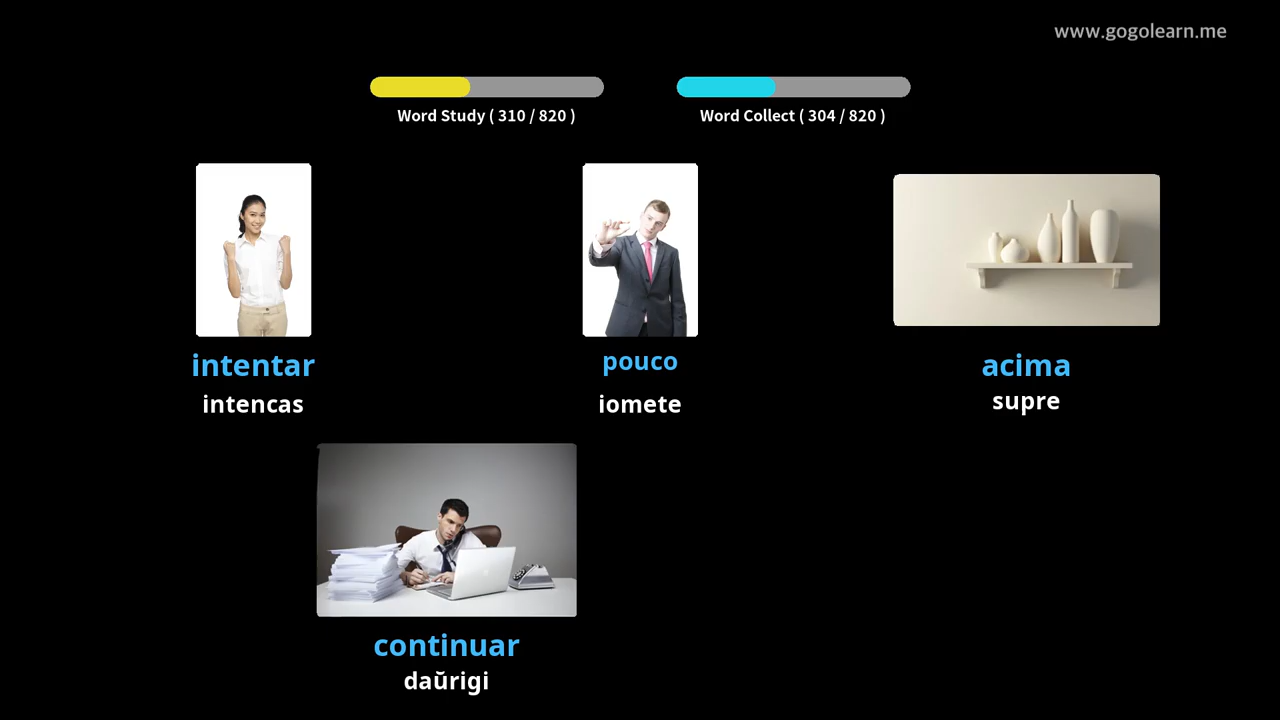 www.gogolearn.me
Word Study ( 310 / 820 )
Word Collect ( 304 / 820 )
intentar
intencas
pouco
iomete
acima
supre
continuar
daŭrigi